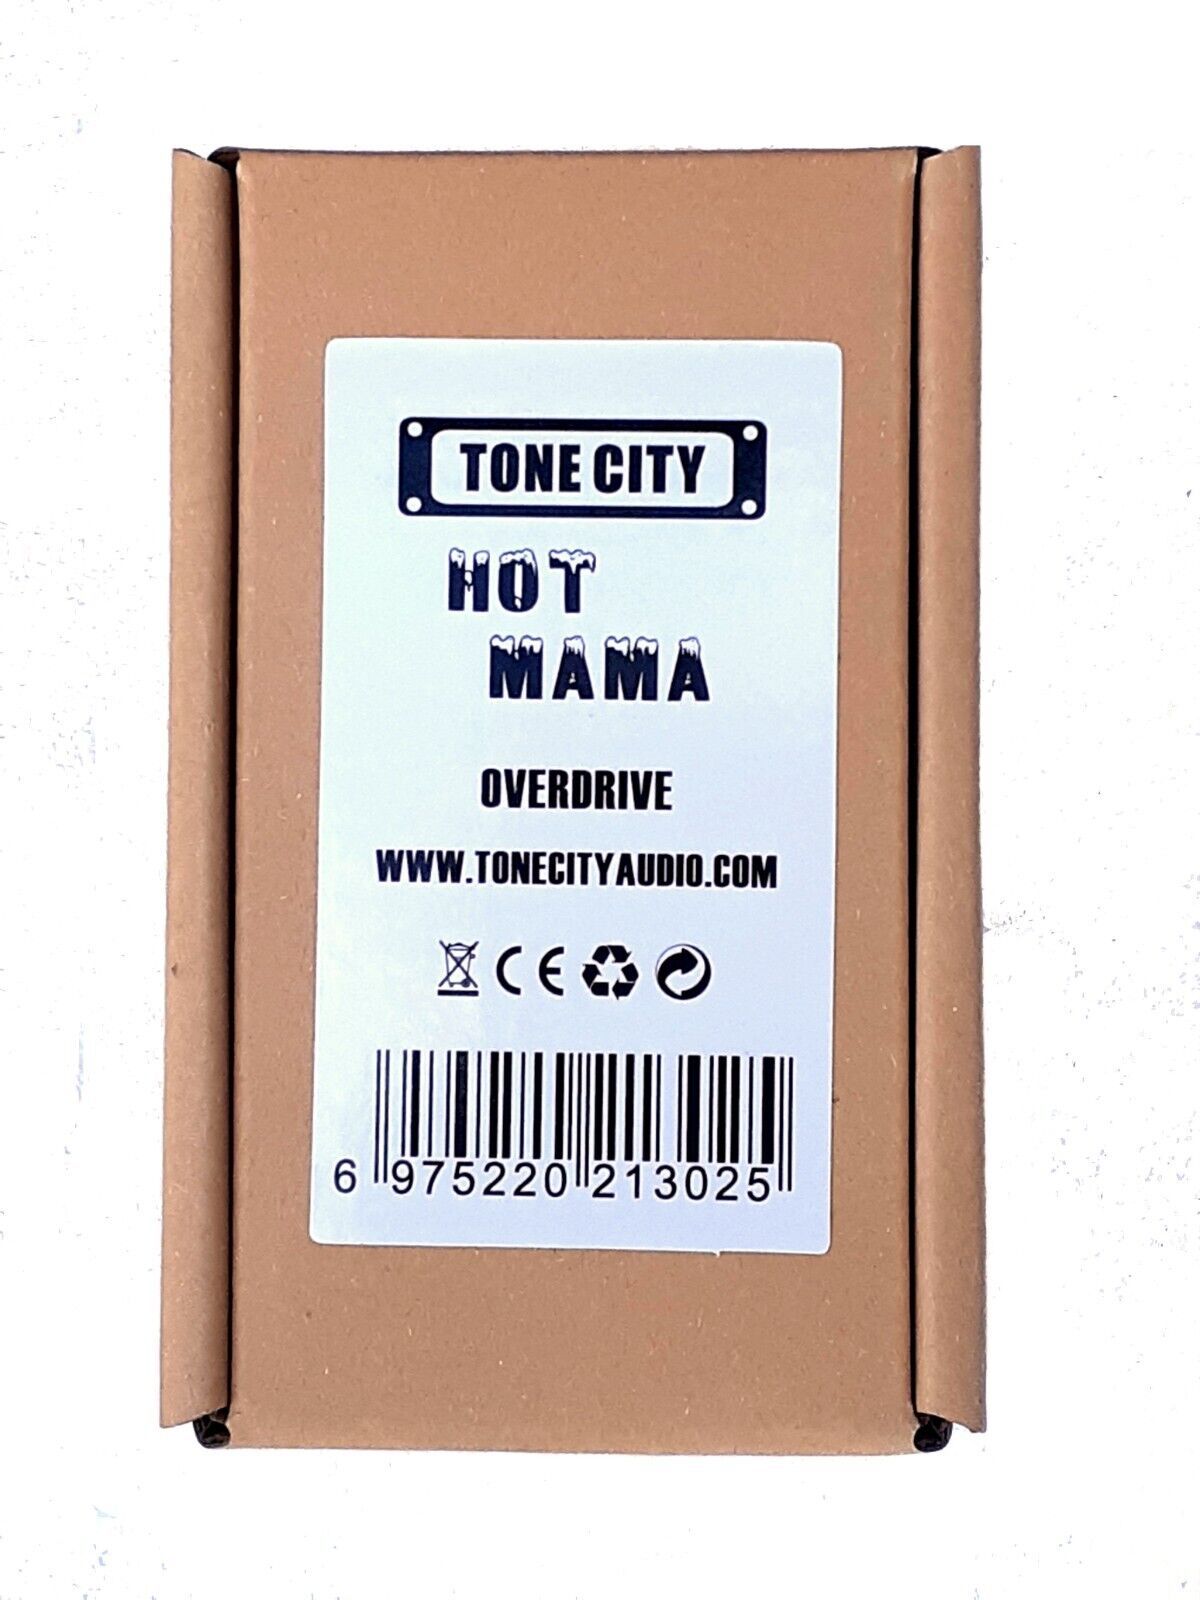 TONE CITY
HOT
MAMA
OVERDRIVE
WWW.TONECITYAUDIO.COM
CE
6 975220 213025